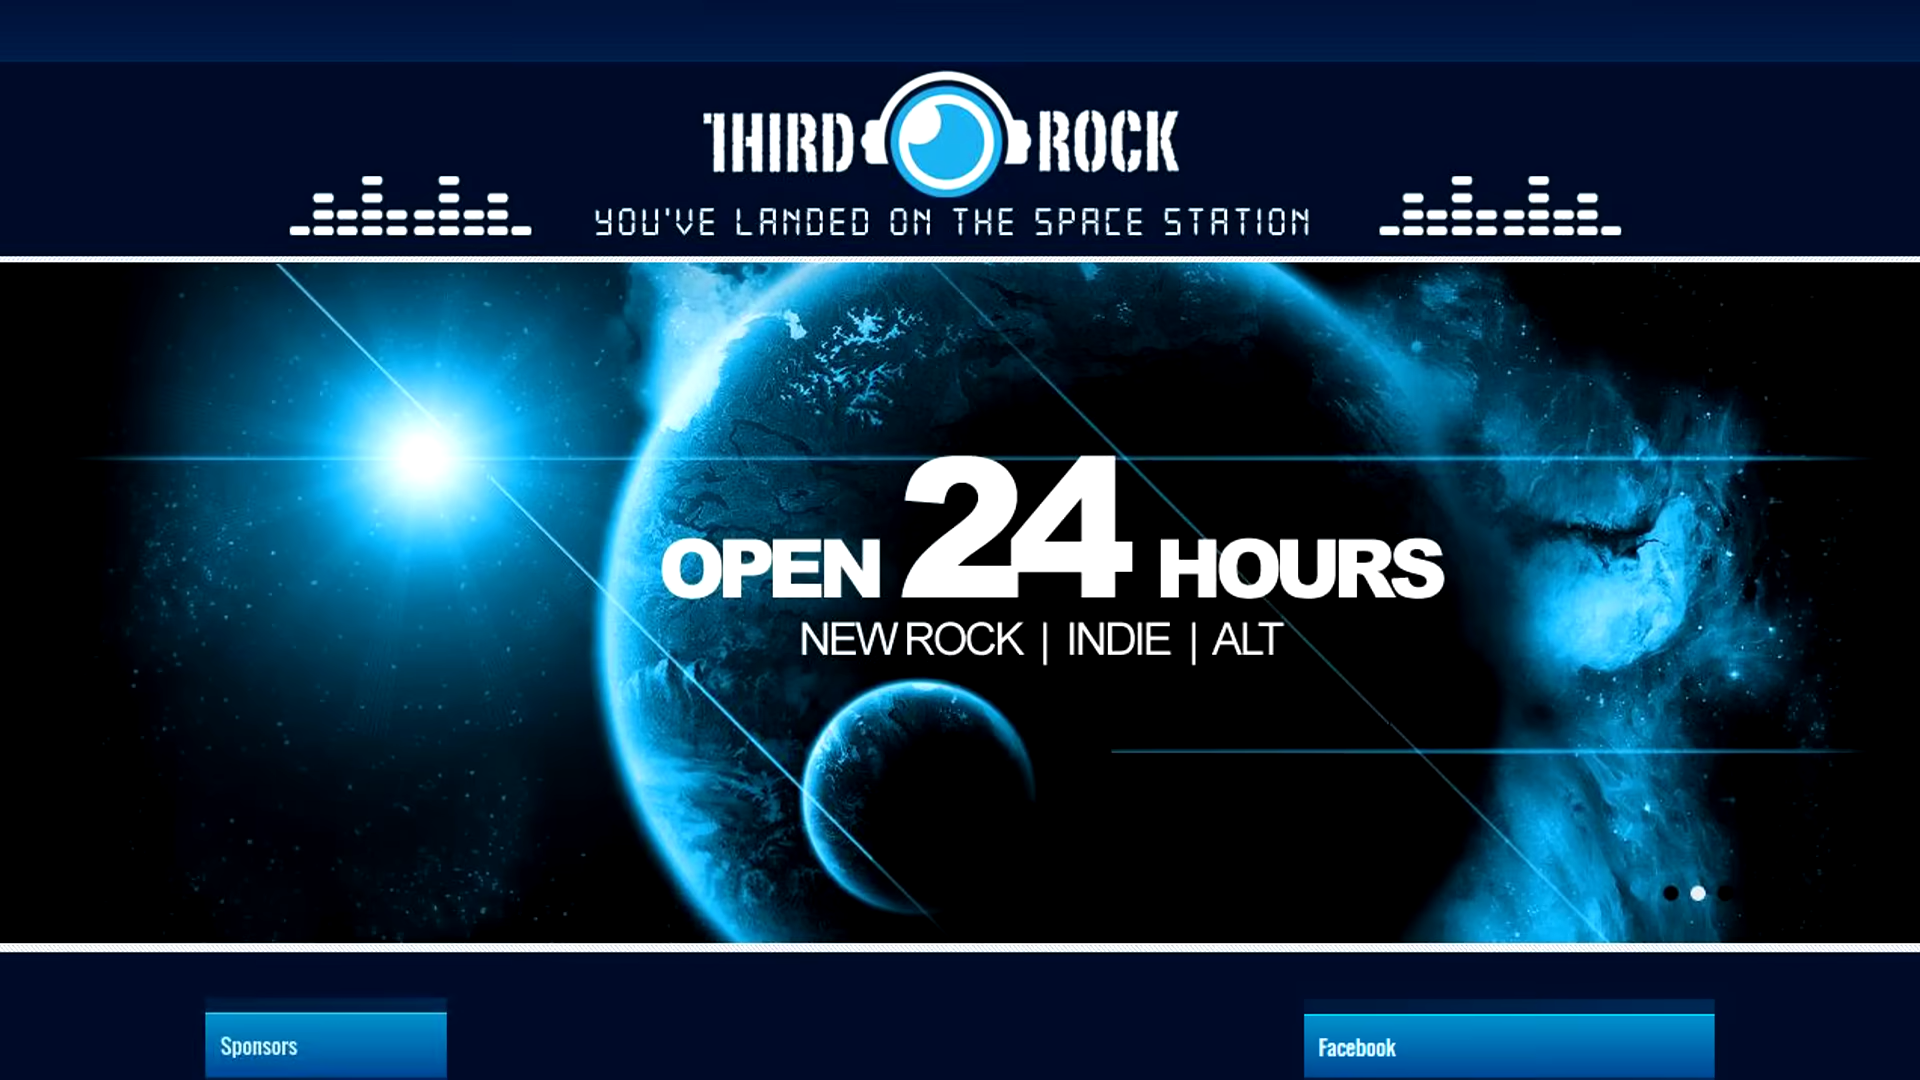 THIRD ROCK
YOU'VE LANDED ON THE SPACE STATION
OPEN 24 HOURS
NEW ROCK | INDIE | ALT
Sponsors
Facebook